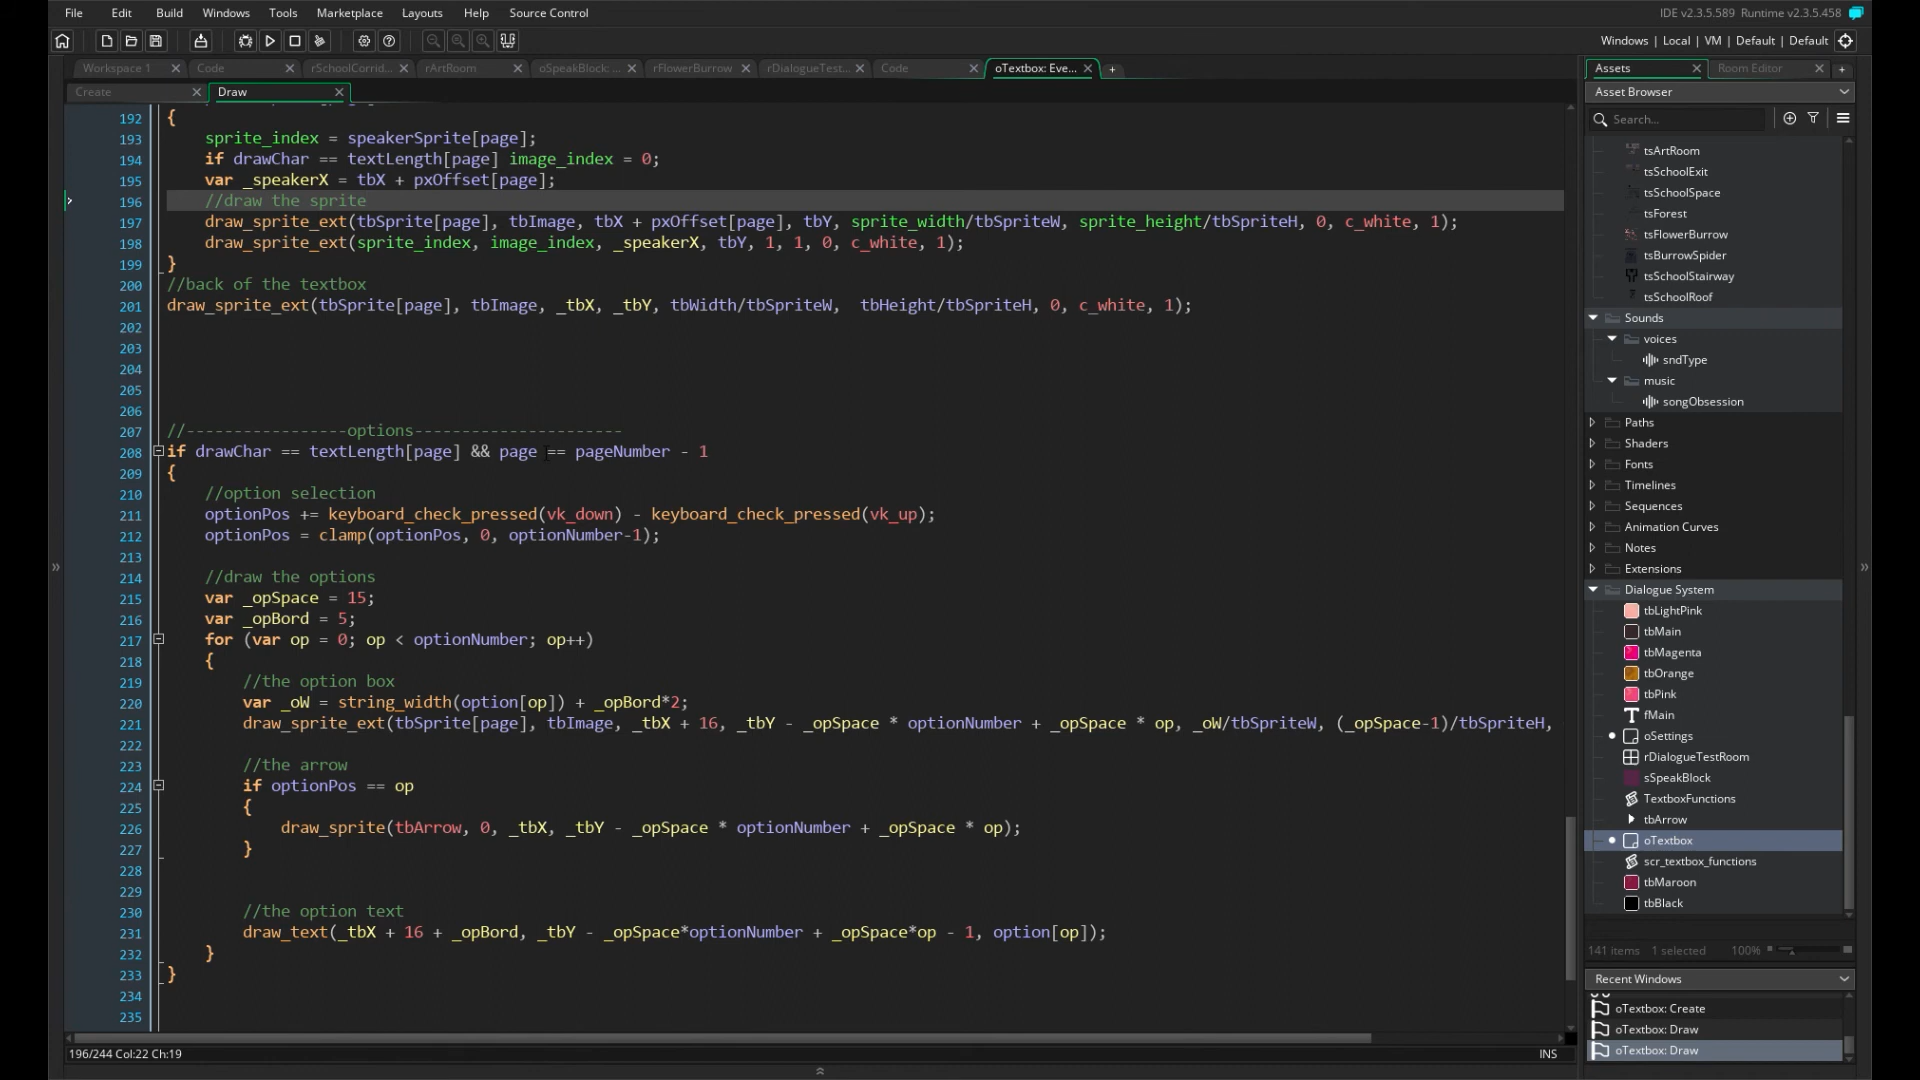 File Edit Build Windows Tools Marketplace Layouts Help Source Control
IDE v2.3.5.589 Runtime v2.3.5.458
Windows | Local | VM | Default | Default
Workspace 1 Code rSchoolCorrid... rArtRoom oSpeakBlock: ... rFlowerBurrow rDialogueTest... Code oTextbox: Eve...
Create Draw
192 {
193 sprite_index = speakerSprite[page];
194 if drawChar == textLength[page] image_index = 0;
195 var _speakerX = tbX + pxOffset[page];
196 //draw the sprite
197 draw_sprite_ext(tbSprite[page], tbImage, tbX + pxOffset[page], tbY, sprite_width/tbSpriteW, sprite_height/tbSpriteH, 0, c_white, 1);
198 draw_sprite_ext(sprite_index, image_index, _speakerX, tbY, 1, 1, 0, c_white, 1);
199 }
200 //back of the textbox
201 draw_sprite_ext(tbSprite[page], tbImage, _tbX, _tbY, tbWidth/tbSpriteW,  tbHeight/tbSpriteH, 0, c_white, 1);
202
203
204
205
206
207 //-----------------options----------------------
208 if drawChar == textLength[page] && page == pageNumber - 1
209 {
210 //option selection
211 optionPos += keyboard_check_pressed(vk_down) - keyboard_check_pressed(vk_up);
212 optionPos = clamp(optionPos, 0, optionNumber-1);
213
214 //draw the options
215 var _opSpace = 15;
216 var _opBord = 5;
217 for (var op = 0; op < optionNumber; op++)
218 {
219 //the option box
220 var _oW = string_width(option[op]) + _opBord*2;
221 draw_sprite_ext(tbSprite[page], tbImage, _tbX + 16, _tbY - _opSpace * optionNumber + _opSpace * op, _oW/tbSpriteW, (_opSpace-1)/tbSpriteH,
222
223 //the arrow
224 if optionPos == op
225 {
226 draw_sprite(tbArrow, 0, _tbX, _tbY - _opSpace * optionNumber + _opSpace * op);
227 }
228
229
230 //the option text
231 draw_text(_tbX + 16 + _opBord, _tbY - _opSpace*optionNumber + _opSpace*op - 1, option[op]);
232 }
233 }
234
235
196/244 Col:22 Ch:19
INS
Assets Room Editor
Asset Browser
Search...
tsArtRoom
tsSchoolExit
tsSchoolSpace
tsForest
tsFlowerBurrow
tsBurrowSpider
tsSchoolStairway
tsSchoolRoof
Sounds
voices
sndType
music
songObsession
Paths
Shaders
Fonts
Timelines
Sequences
Animation Curves
Notes
Extensions
Dialogue System
tbLightPink
tbMain
tbMagenta
tbOrange
tbPink
fMain
oSettings
rDialogueTestRoom
sSpeakBlock
TextboxFunctions
tbArrow
oTextbox
scr_textbox_functions
tbMaroon
tbBlack
141 items 1 selected 100%
Recent Windows
oTextbox: Create
oTextbox: Draw
oTextbox: Draw